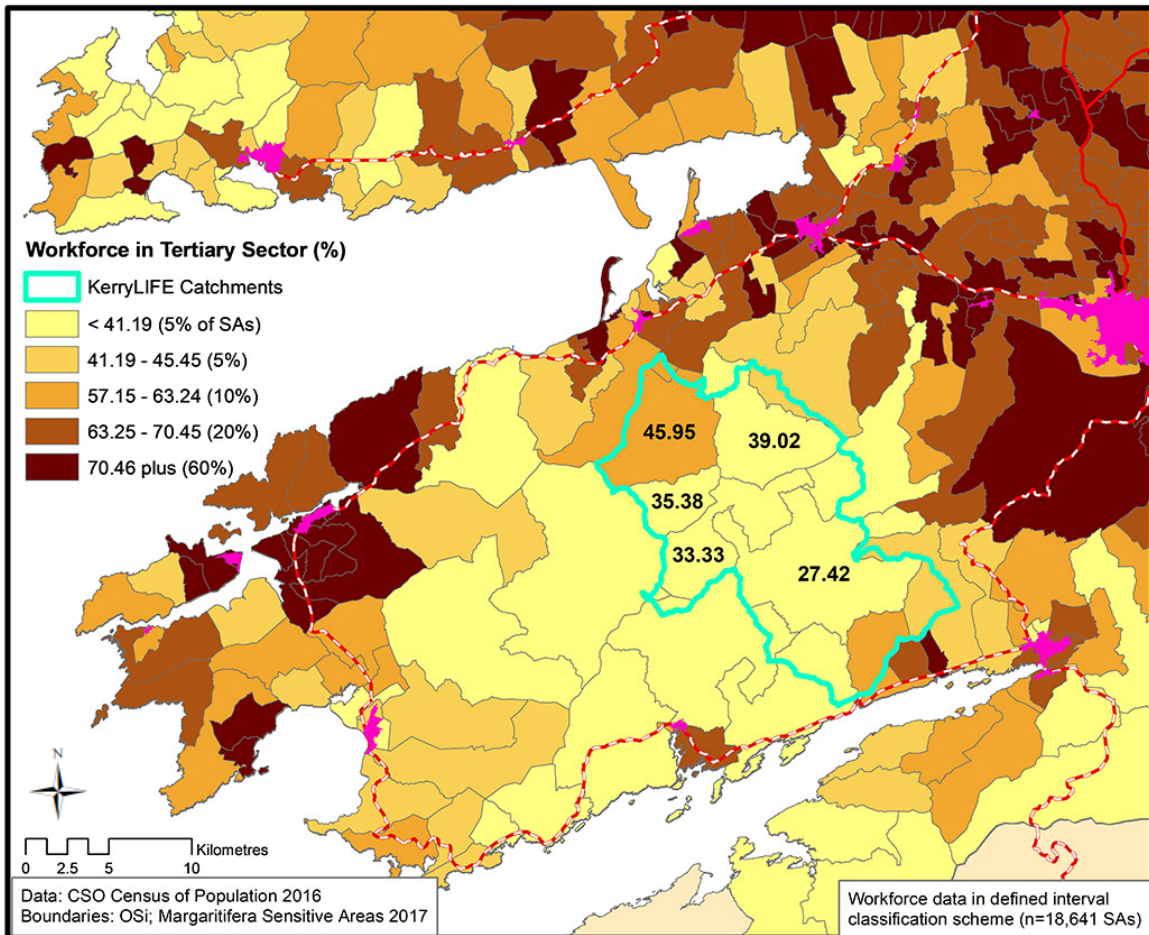 Workforce in Tertiary Sector (%)
KerryLIFE Catchments
< 41.19 (5% of SAs)
41.19 - 45.45 (5%)
57.15 - 63.24 (10%)
63.25 - 70.45 (20%)
70.46 plus (60%)
45.95
39.02
35.38
33.33
27.42
N
0 2.5 5 10 Kilometres
Data: CSO Census of Population 2016
Boundaries: OSi; Margaritifera Sensitive Areas 2017
Workforce data in defined interval
classification scheme (n=18,641 SAs)